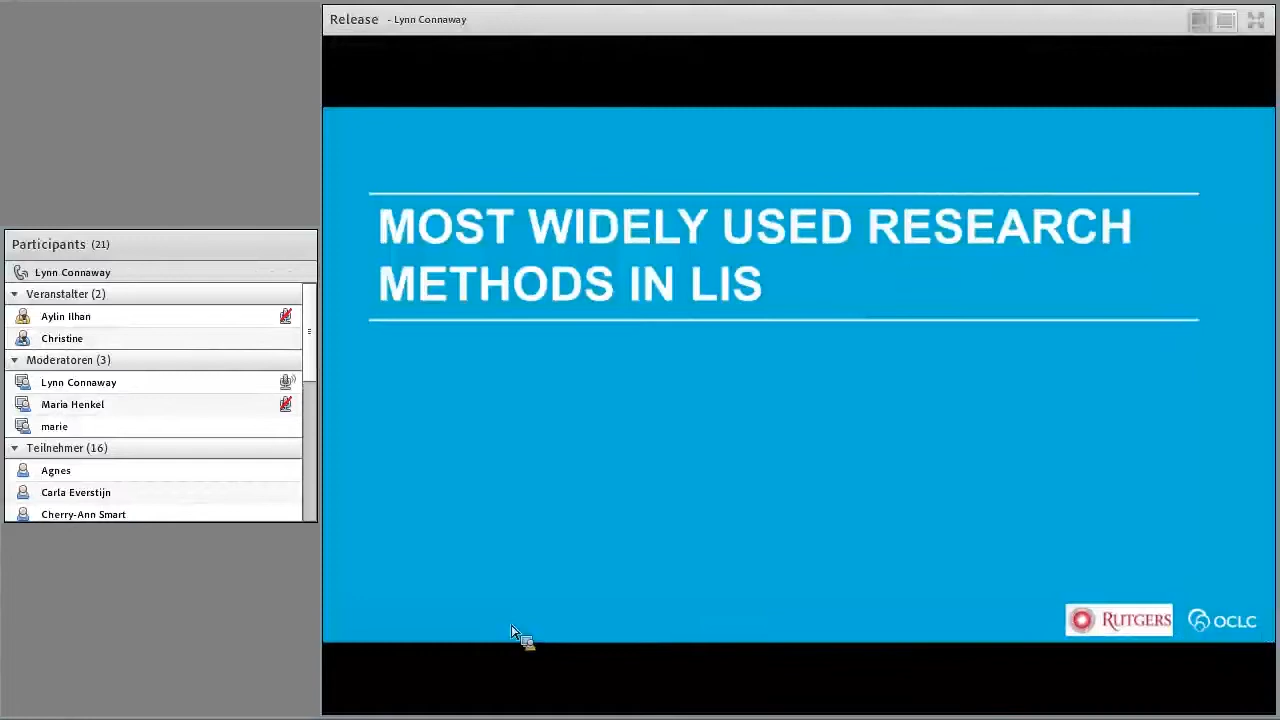 Release - Lynn Connaway
MOST WIDELY USED RESEARCH
METHODS IN LIS
Participants (21)
Lynn Connaway
Veranstalter (2)
Aylin Ilhan
Christine
Moderatoren (3)
Lynn Connaway
Maria Henkel
marie
Teilnehmer (16)
Agnes
Carla Everstijn
Cherry-Ann Smart
RUTGERS
OCLC